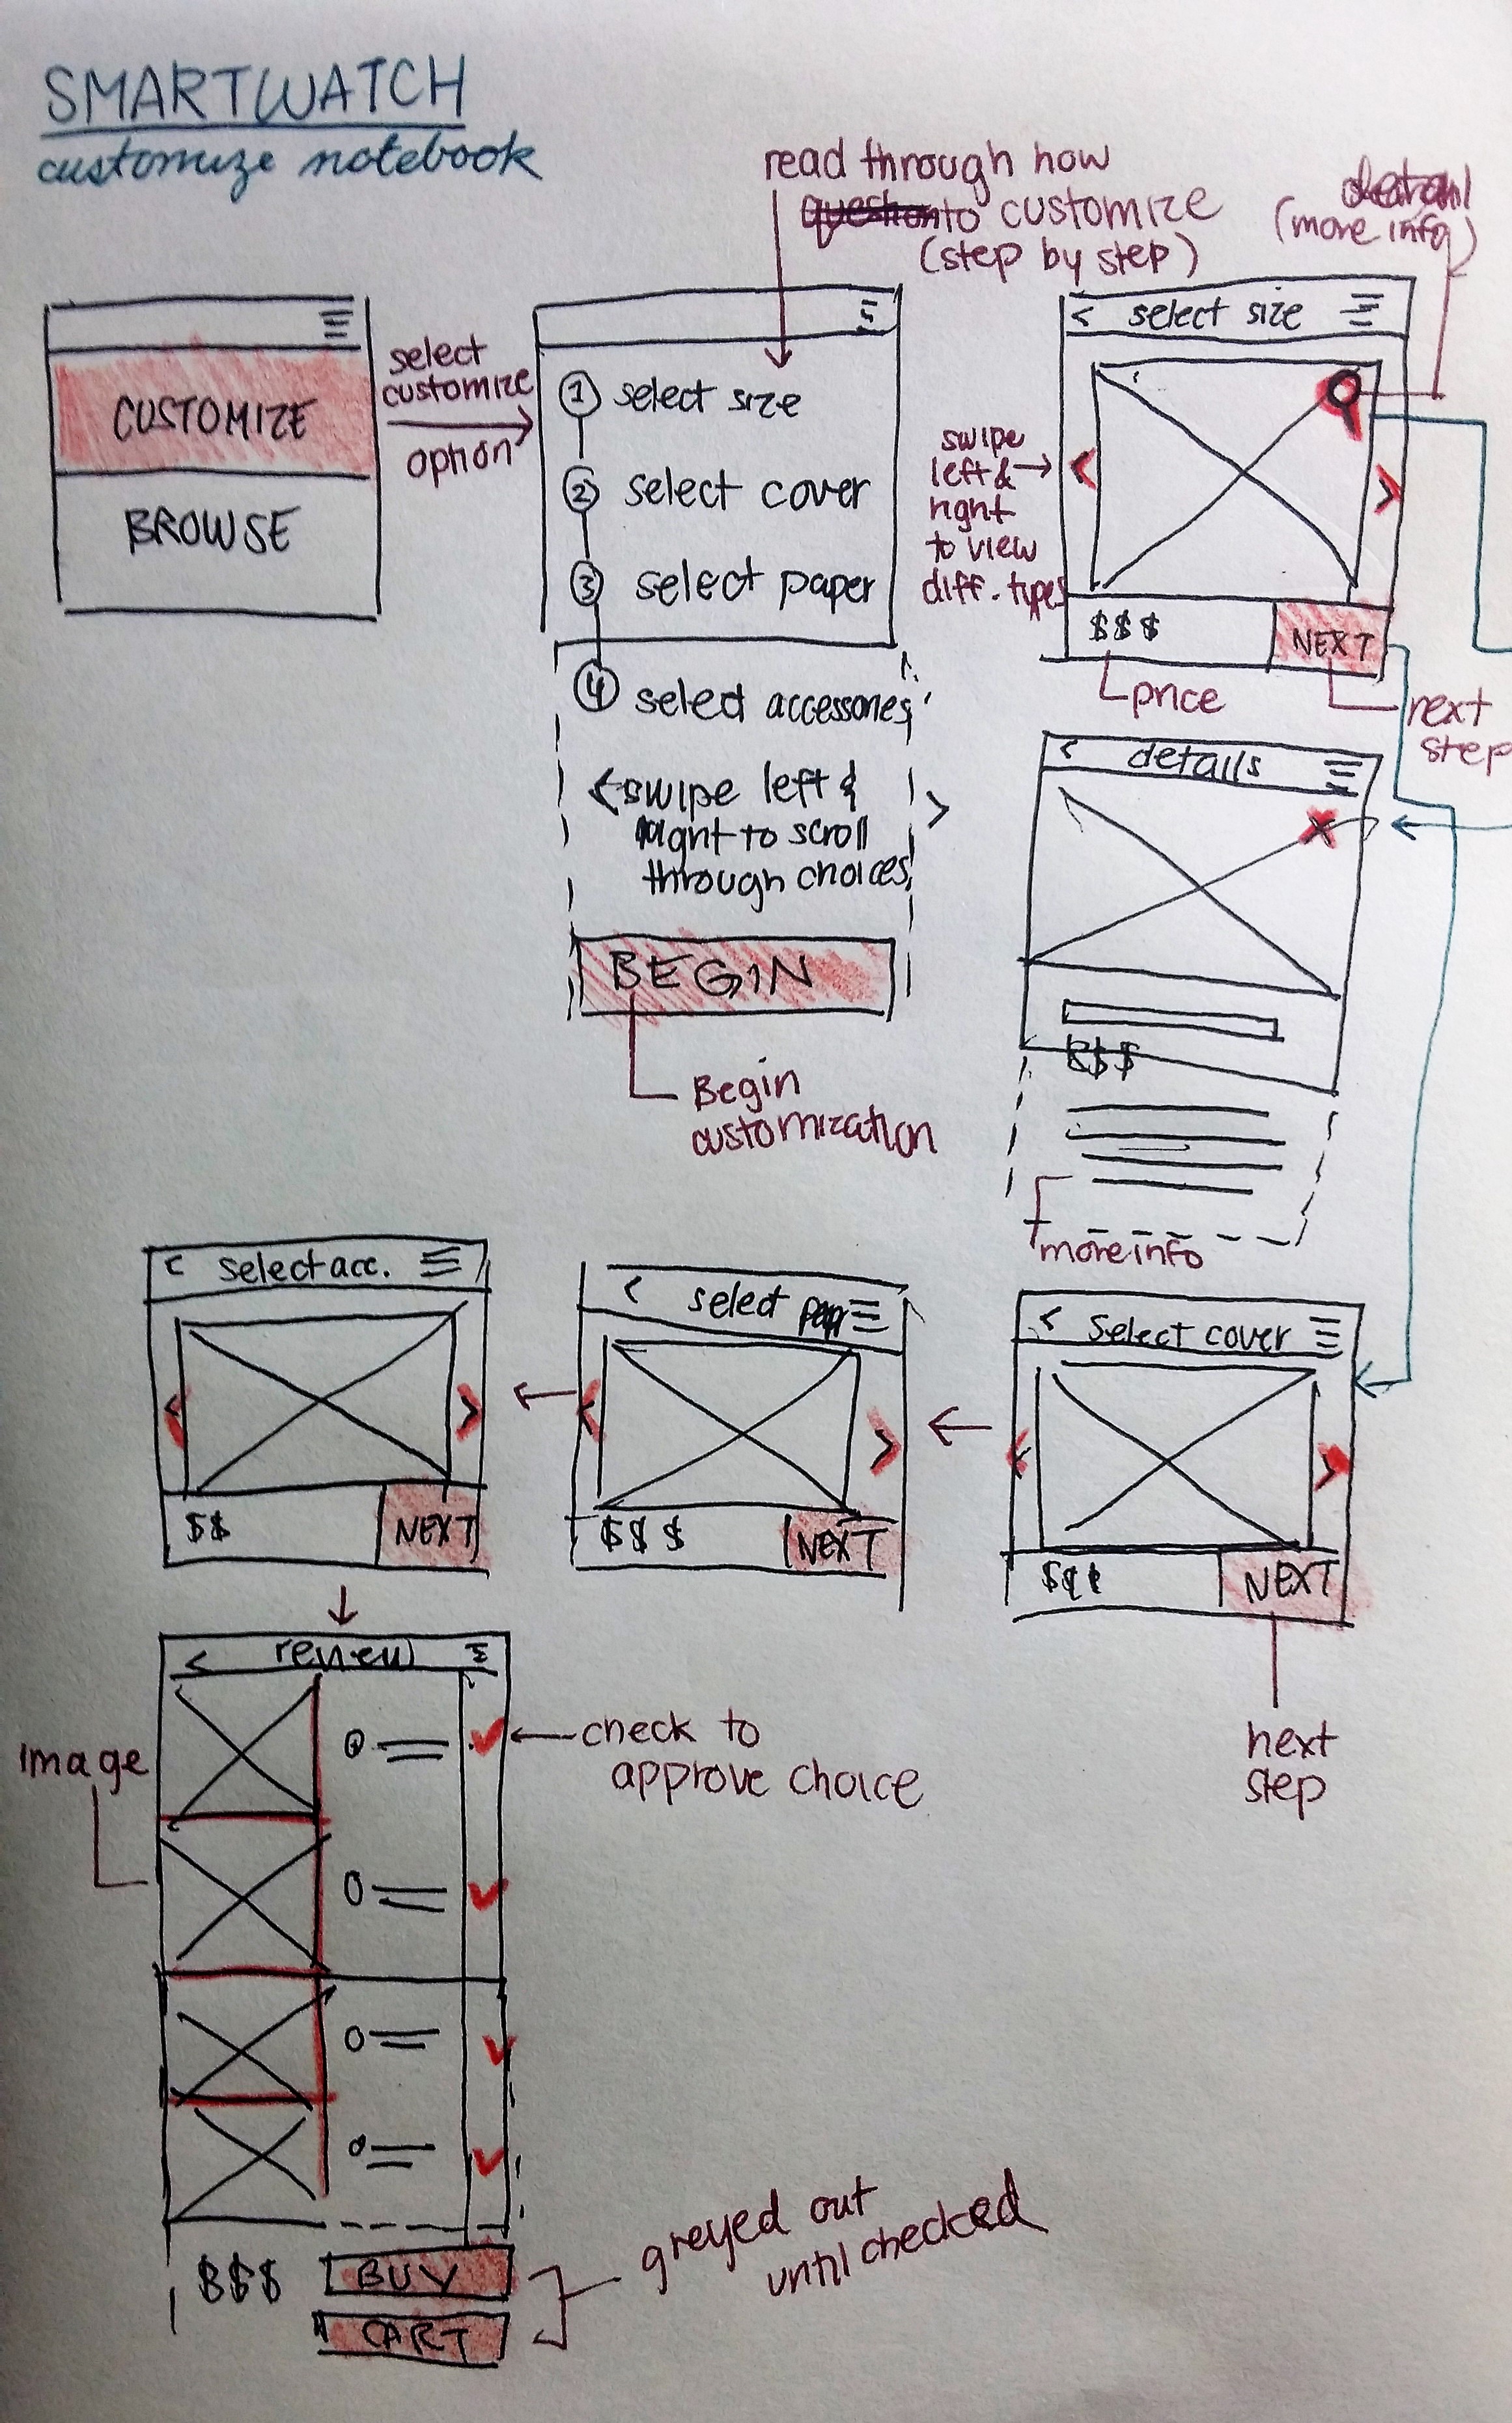 SMARTWATCH
customize notebook
read through how
to customize
(step by step)
(more info)
CUSTOMIZE
BROWSE
select
customize
option
1 select size
2 select cover
3 select paper
4 select accessories
<swipe left &
right to scroll >
through choices
BEGIN
Begin
customization
< select size
swipe
left &
right
to view
diff. types
< >
$$$ NEXT
price
next
step
< details
X
$$$
more info
< select acc.
< >
$$ NEXT
< select papr
< >
$$$ NEXT
< select cover
< >
$$$ NEXT
next
step
< review
image
check to
approve choice
$$$ BUY
CART
greyed out
until checked